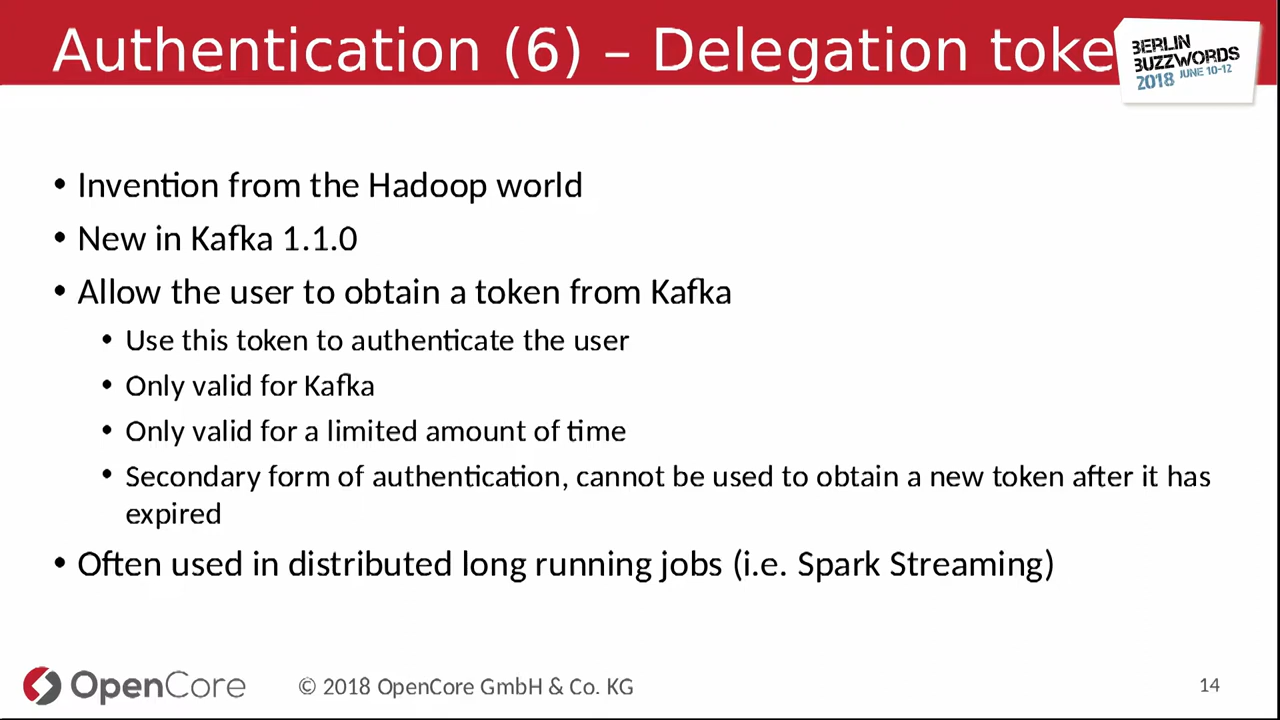 Authentication (6) – Delegation toke
BERLIN
BUZZWORDS
2018 JUNE 10-12
• Invention from the Hadoop world
• New in Kafka 1.1.0
• Allow the user to obtain a token from Kafka
• Use this token to authenticate the user
• Only valid for Kafka
• Only valid for a limited amount of time
• Secondary form of authentication, cannot be used to obtain a new token after it has
expired
• Often used in distributed long running jobs (i.e. Spark Streaming)
OpenCore
© 2018 OpenCore GmbH & Co. KG
14